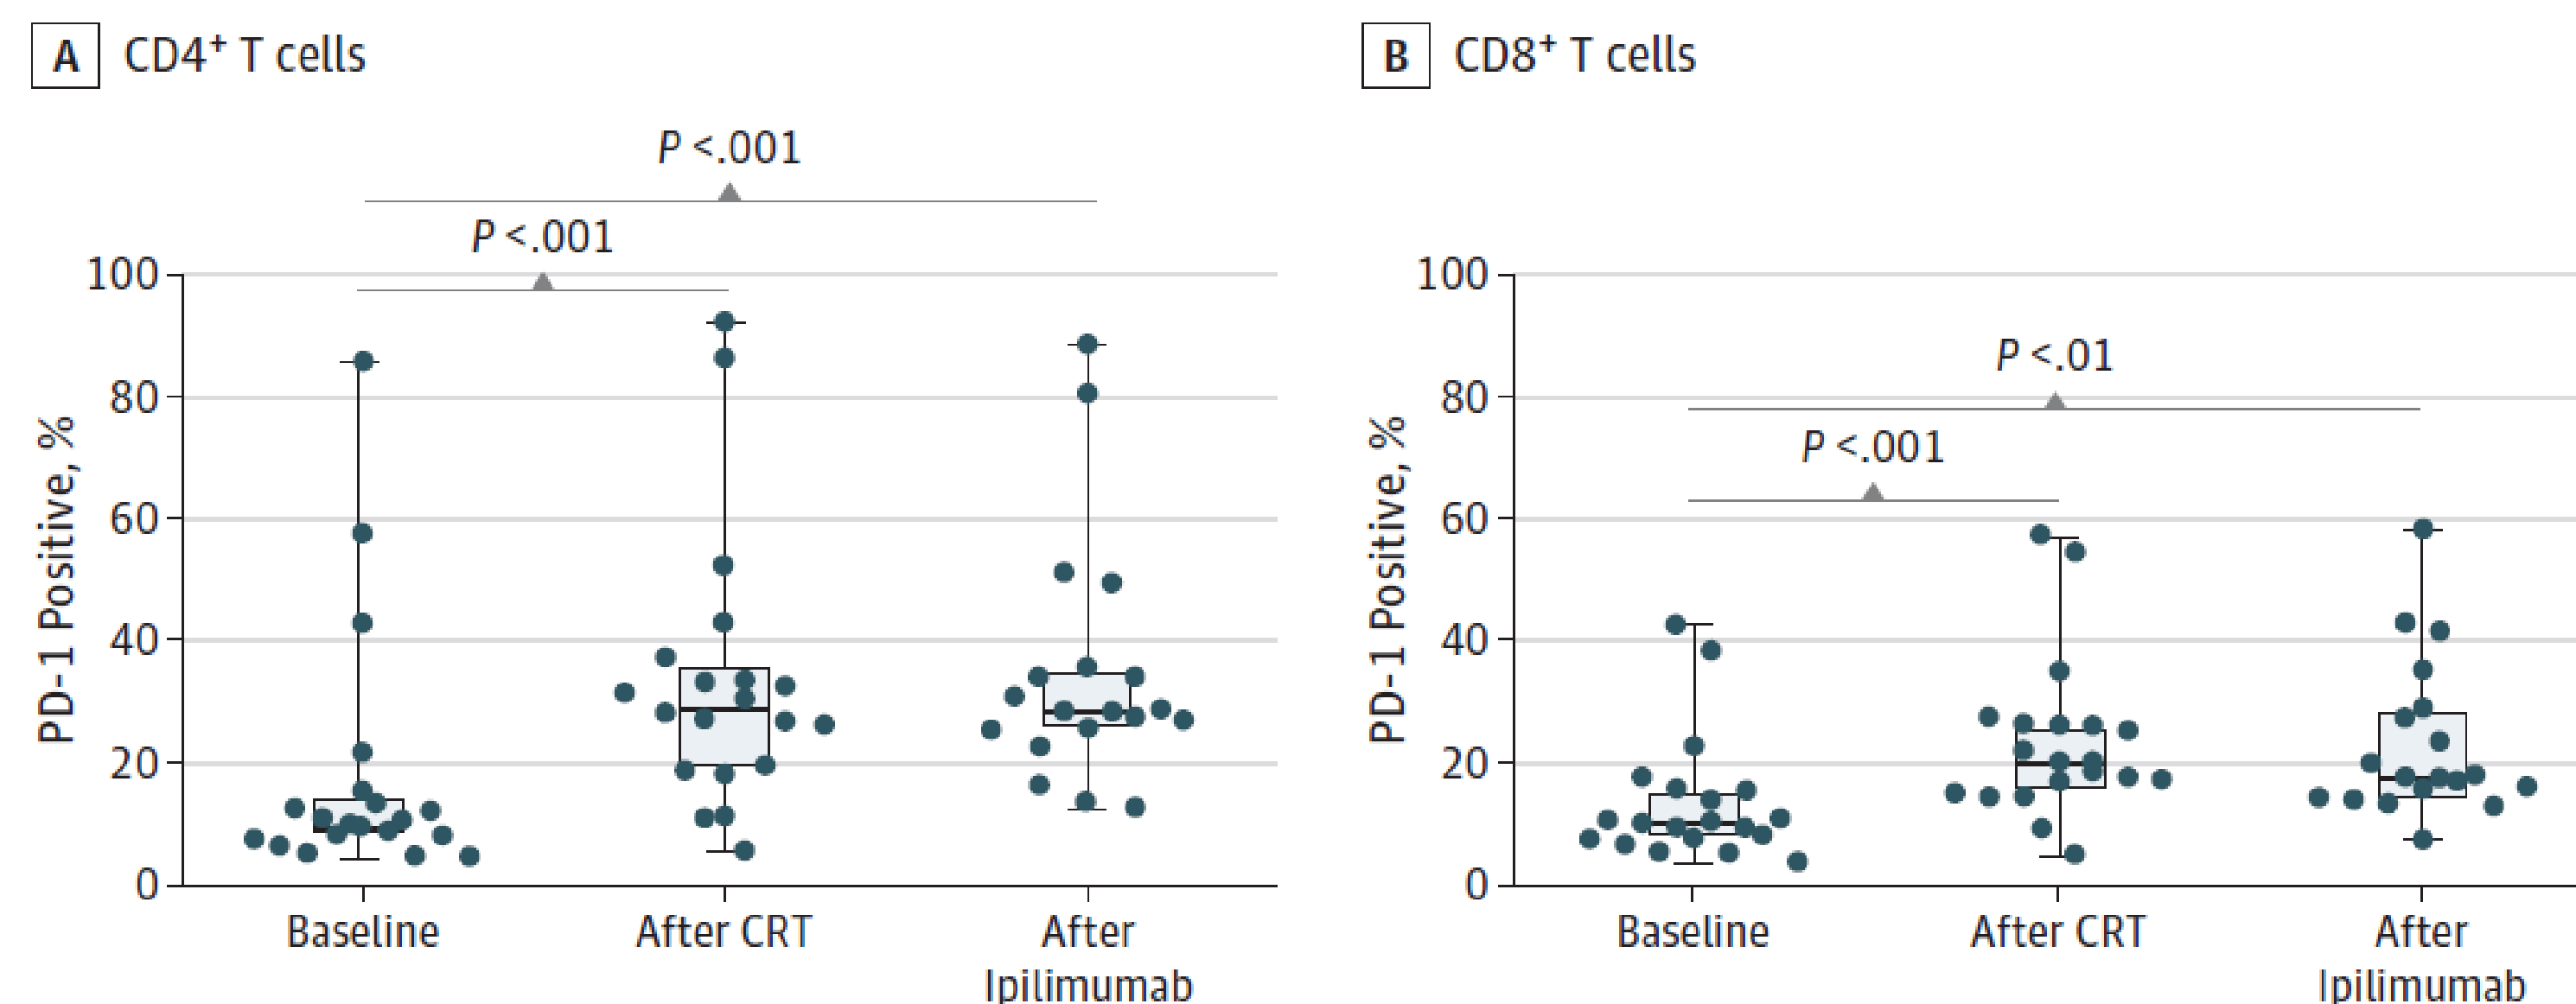 A CD4+ T cells
P <.001
P <.001
100
80
60
40
20
0
PD-1 Positive, %
Baseline
After CRT
After
Ipilimumab
B CD8+ T cells
P <.01
P <.001
100
80
60
40
20
0
PD-1 Positive, %
Baseline
After CRT
After
Ipilimumab